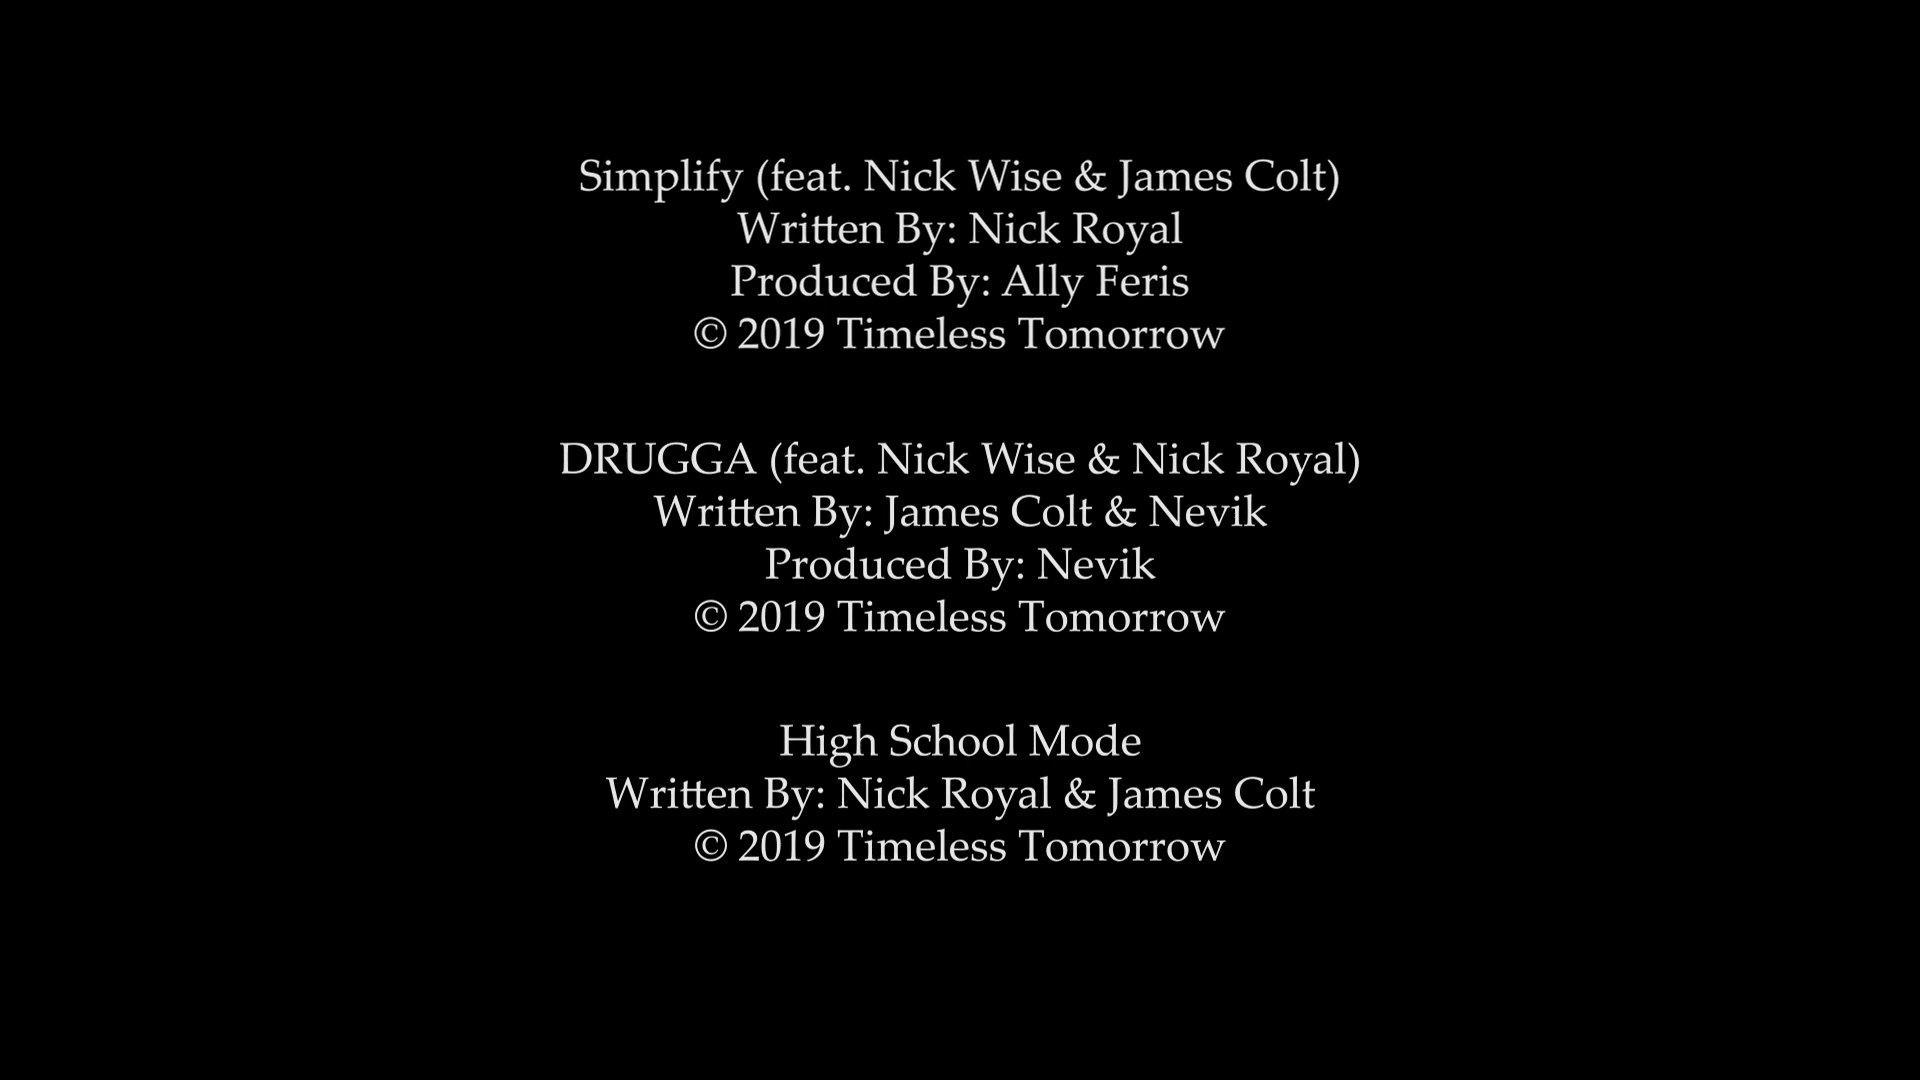 Simplify (feat. Nick Wise & James Colt)
Written By: Nick Royal
Produced By: Ally Feris
© 2019 Timeless Tomorrow
DRUGGA (feat. Nick Wise & Nick Royal)
Written By: James Colt & Nevik
Produced By: Nevik
© 2019 Timeless Tomorrow
High School Mode
Written By: Nick Royal & James Colt
© 2019 Timeless Tomorrow